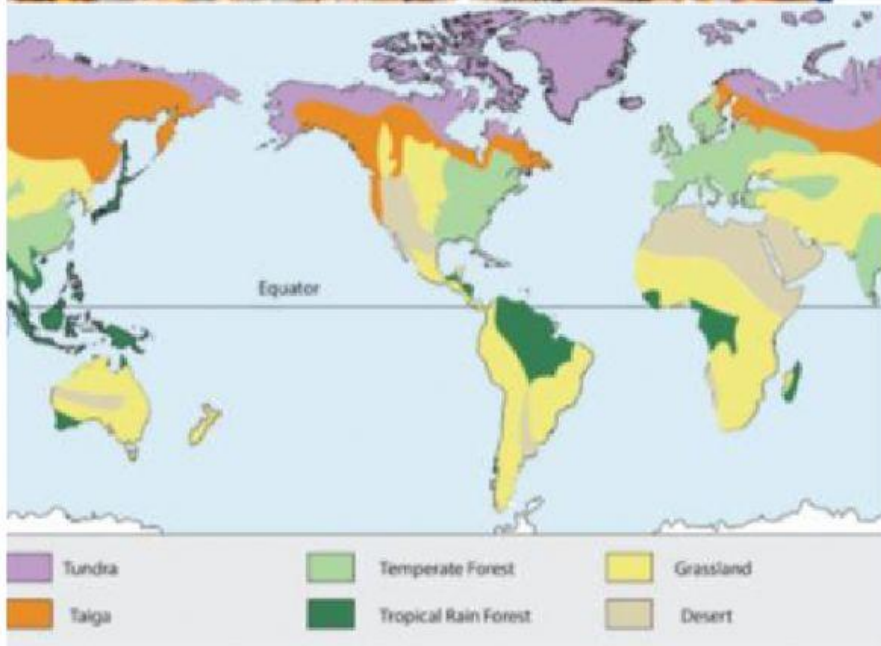 Equator
Tundra
Temperate Forest
Grassland
Taiga
Tropical Rain Forest
Desert